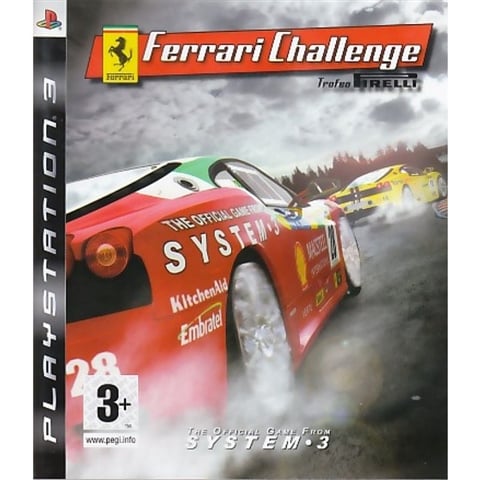 PLAYSTATION 3
Ferrari
Ferrari Challenge
Trofeo PIRELLI
THE OFFICIAL GAME FROM
SYSTEM·3
KitchenAid
Embratel
28
3+
www.pegi.info
THE OFFICIAL GAME FROM
SYSTEM·3